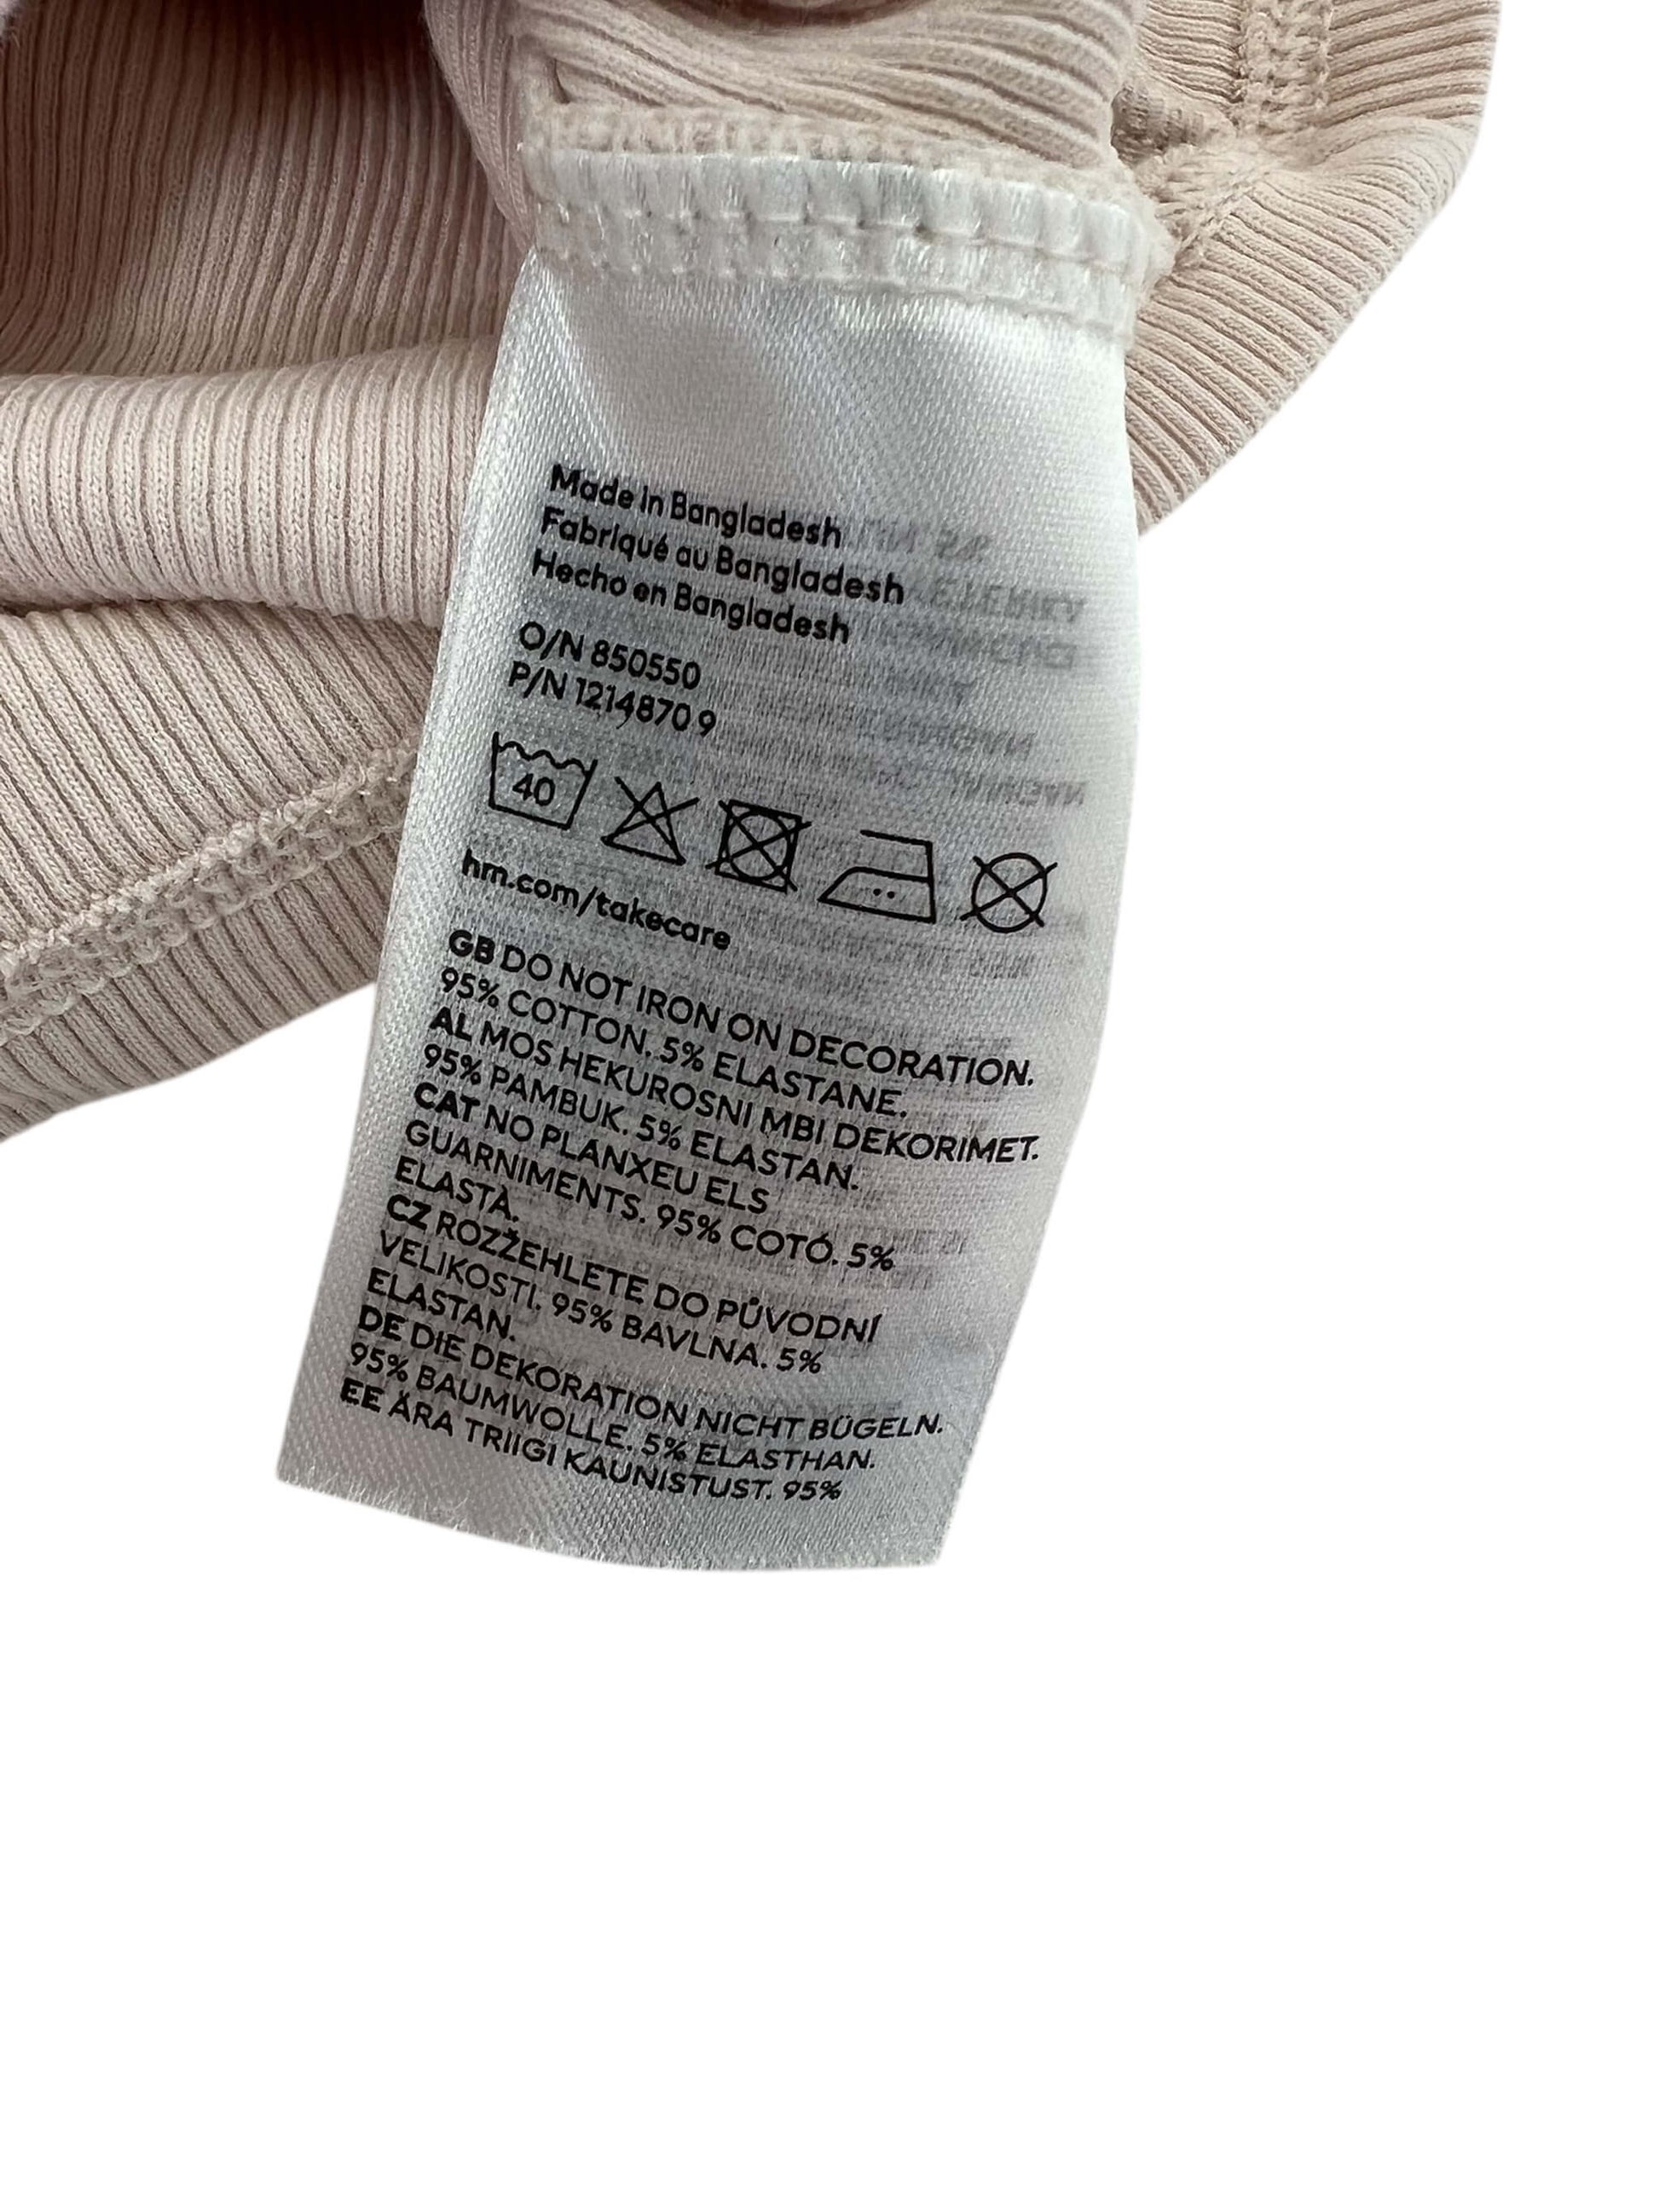 Made in Bangladesh
Fabriqué au Bangladesh
Hecho en Bangladesh
O/N 850550
P/N 1214870 9
40
hm.com/takecare
GB DO NOT IRON ON DECORATION.
95% COTTON. 5% ELASTANE.
AL MOS HEKUROSNI MBI DEKORIMET.
95% PAMBUK. 5% ELASTAN.
CAT NO PLANXEU ELS
GUARNIMENTS. 95% COTÓ. 5%
ELASTÀ.
CZ ROZŽEHLETE DO PŮVODNÍ
VELIKOSTI. 95% BAVLNA. 5%
ELASTAN.
DE DIE DEKORATION NICHT BÜGELN.
95% BAUMWOLLE. 5% ELASTHAN.
EE ÄRA TRIIGI KAUNISTUST. 95%